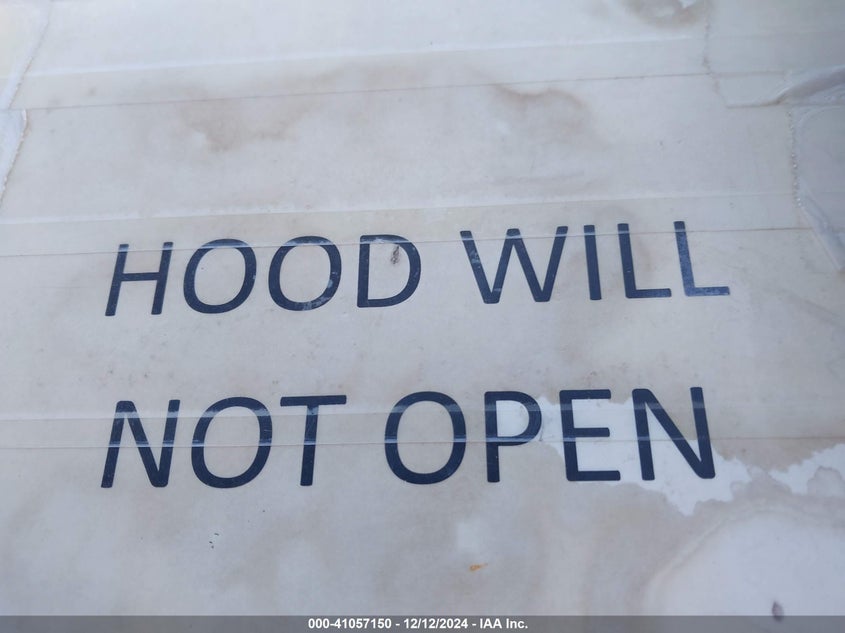 HOOD WILL
NOT OPEN
000-41057150 - 12/12/2024 - IAA Inc.